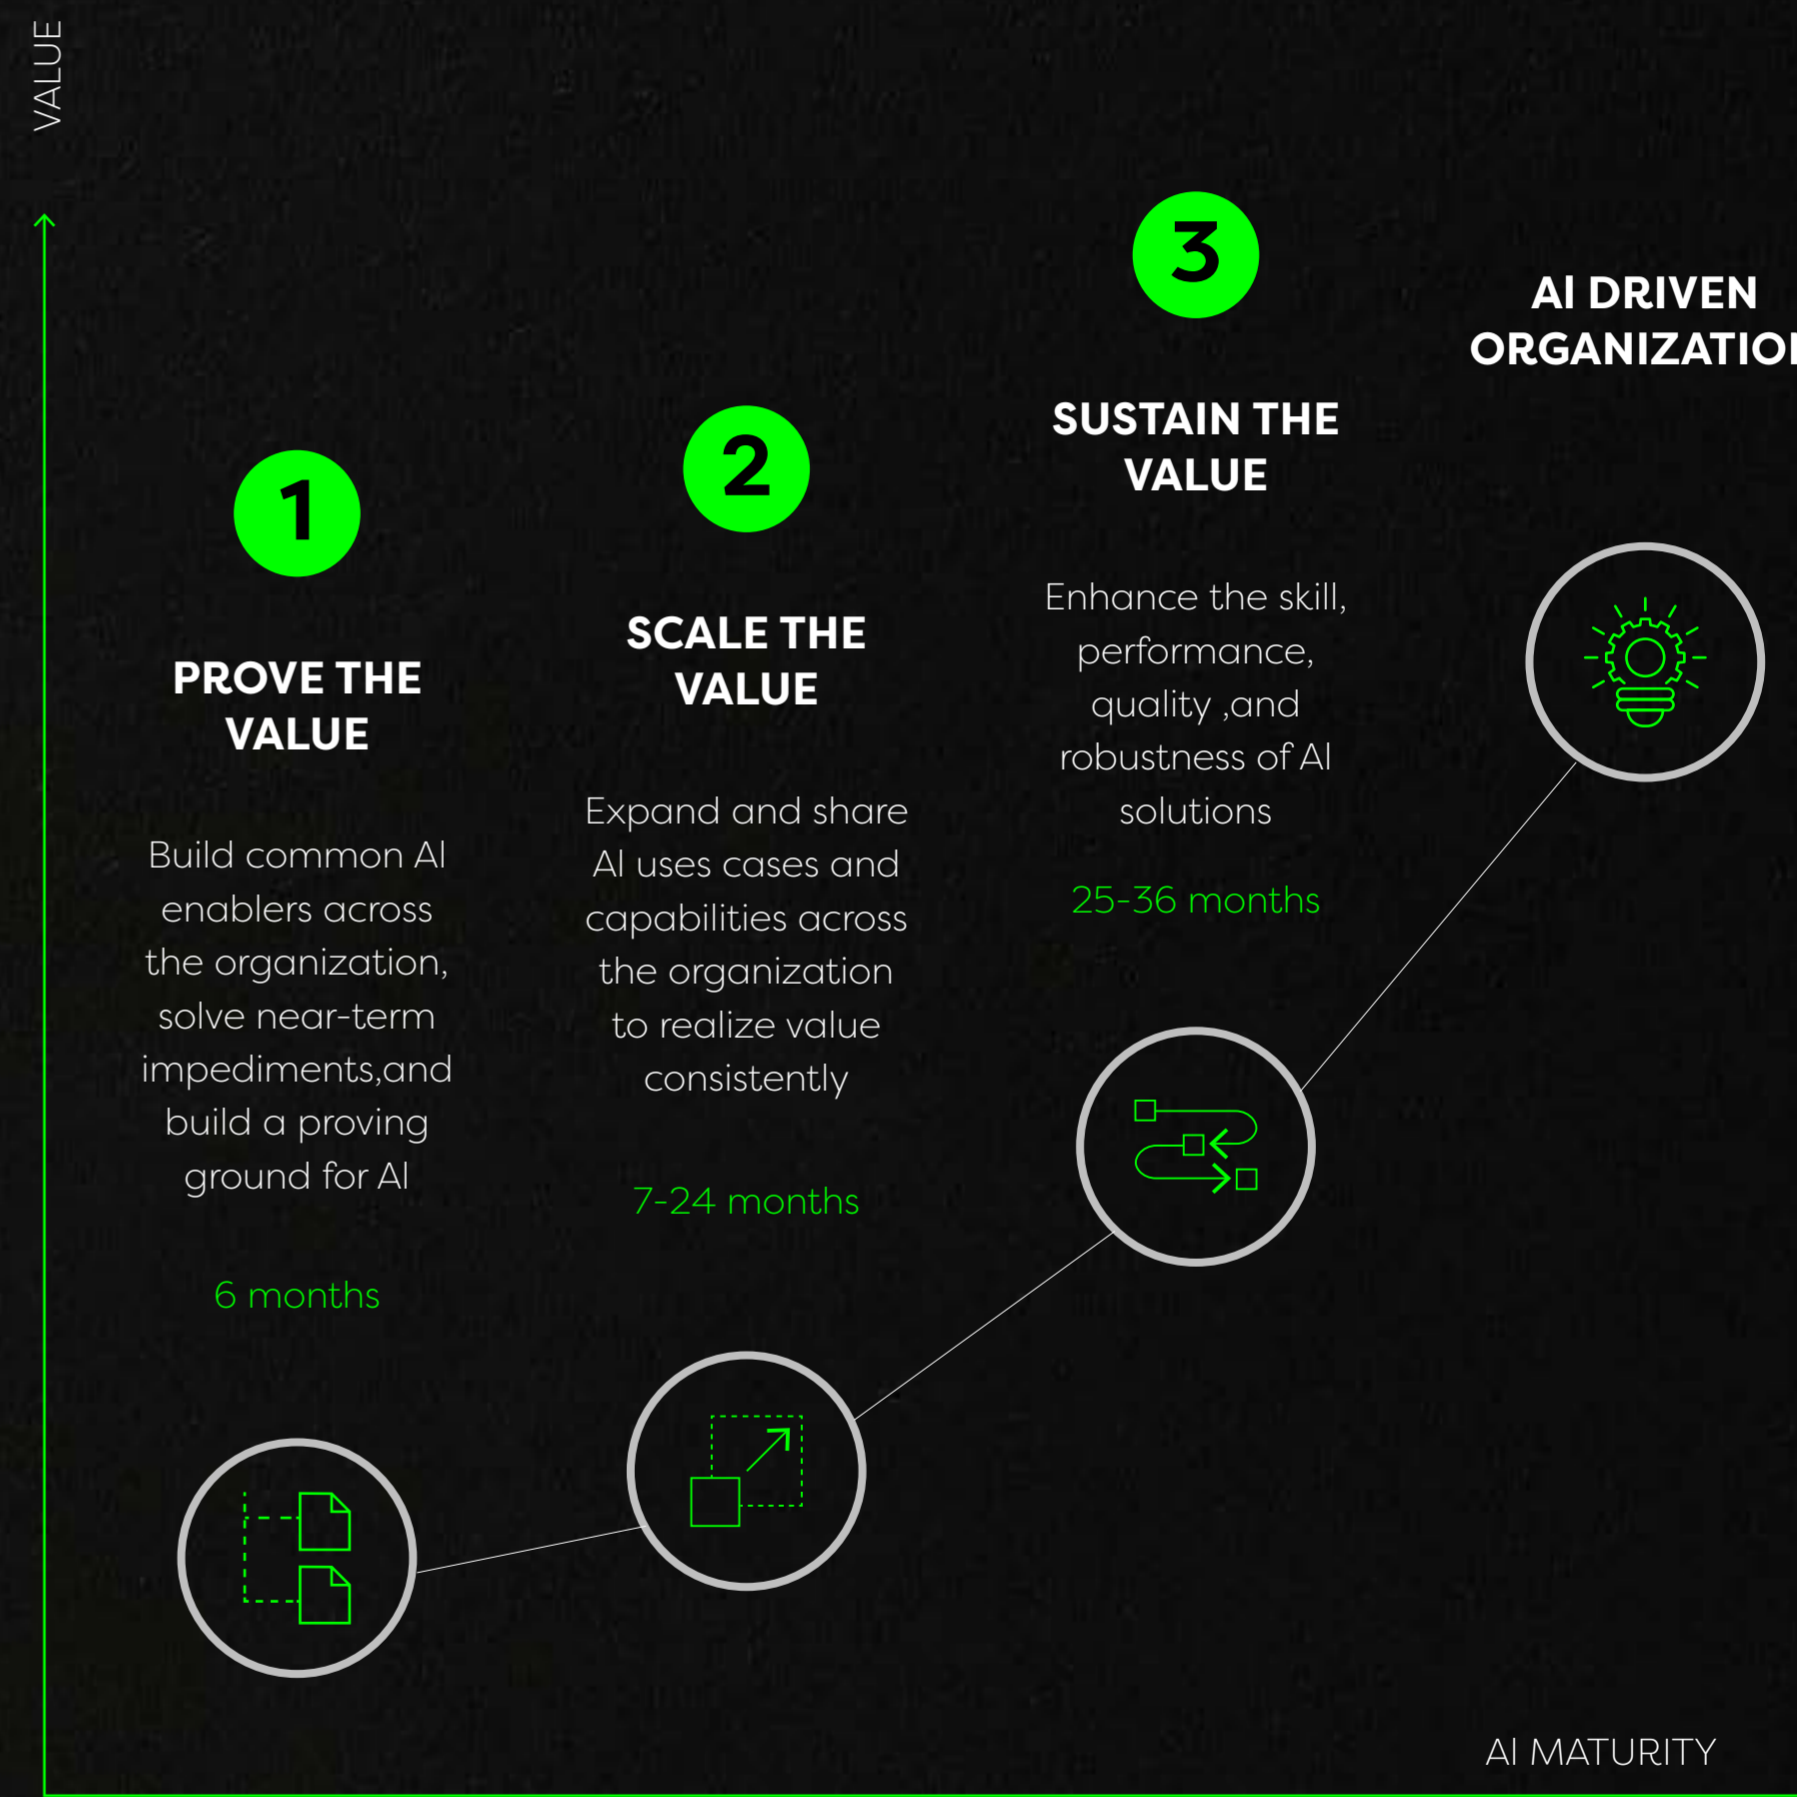 VALUE
1
PROVE THE
VALUE
Build common AI
enablers across
the organization,
solve near-term
impediments,and
build a proving
ground for AI
6 months
2
SCALE THE
VALUE
Expand and share
AI uses cases and
capabilities across
the organization
to realize value
consistently
7-24 months
3
SUSTAIN THE
VALUE
Enhance the skill,
performance,
quality ,and
robustness of AI
solutions
25-36 months
AI DRIVEN
ORGANIZATION
AI MATURITY